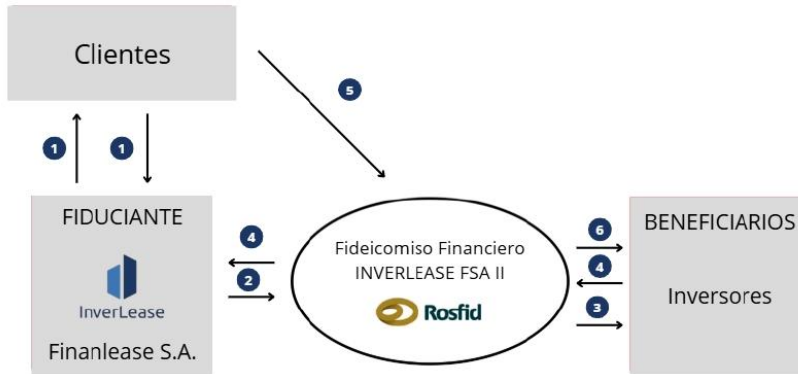 Clientes
5
1
1
FIDUCIANTE
InverLease
Finanlease S.A.
4
2
Fideicomiso Financiero
INVERLEASE FSA II
Rosfid
6
4
3
BENEFICIARIOS
Inversores